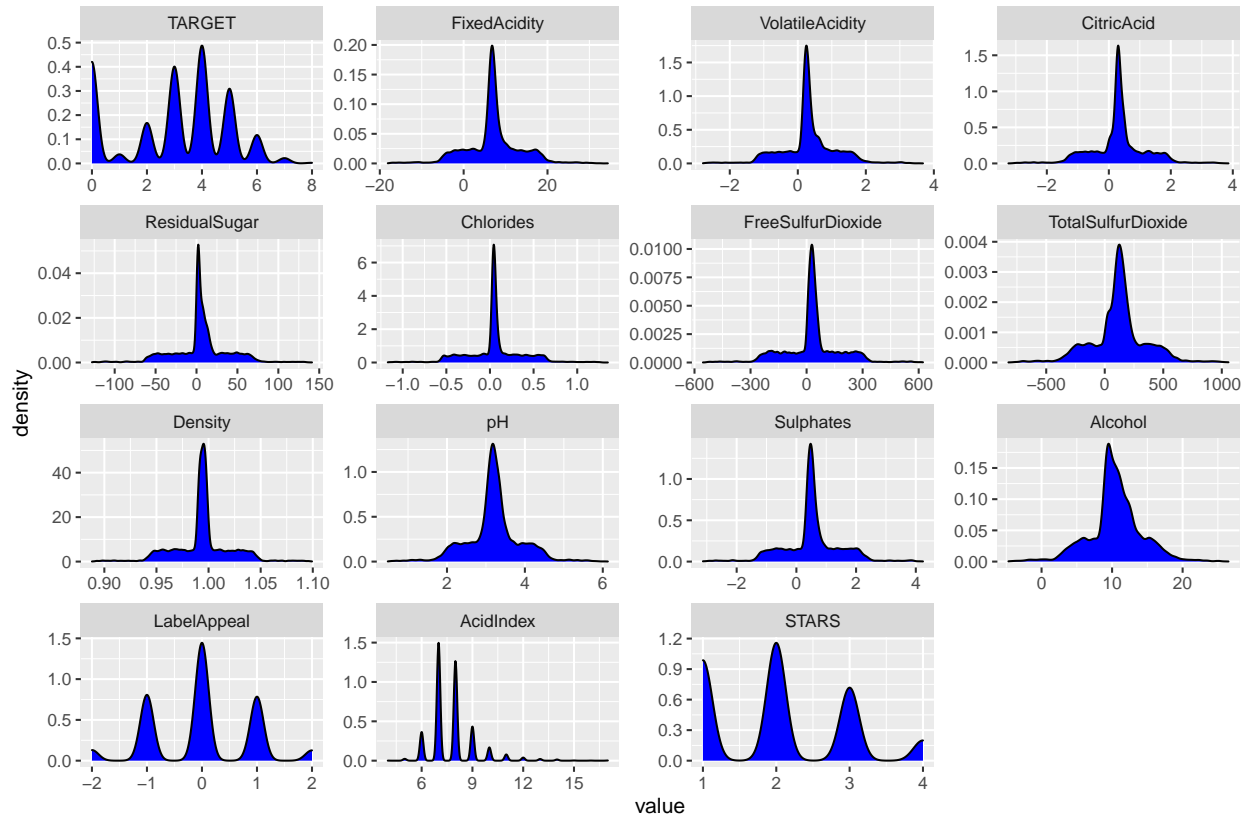 TARGET FixedAcidity VolatileAcidity CitricAcid
0.5 0.4 0.3 0.2 0.1 0.0
0 2 4 6 8
0.20 0.15 0.10 0.05 0.00
−20 0 20
1.5 1.0 0.5 0.0
−2 0 2 4
1.5 1.0 0.5 0.0
−2 0 2 4
ResidualSugar Chlorides FreeSulfurDioxide TotalSulfurDioxide
0.04 0.02 0.00
−100 −50 0 50 100 150
6 4 2 0
−1.0 −0.5 0.0 0.5 1.0
0.0100 0.0075 0.0050 0.0025 0.0000
−600 −300 0 300 600
0.004 0.003 0.002 0.001 0.000
−500 0 500 1000
density
Density pH Sulphates Alcohol
40 20 0
0.90 0.95 1.00 1.05 1.10
1.0 0.5 0.0
2 4 6
1.0 0.5 0.0
−2 0 2 4
0.15 0.10 0.05 0.00
0 10 20
LabelAppeal AcidIndex STARS
1.5 1.0 0.5 0.0
−2 −1 0 1 2
1.5 1.0 0.5 0.0
6 9 12 15
1.2 0.9 0.6 0.3 0.0
1 2 3 4
value